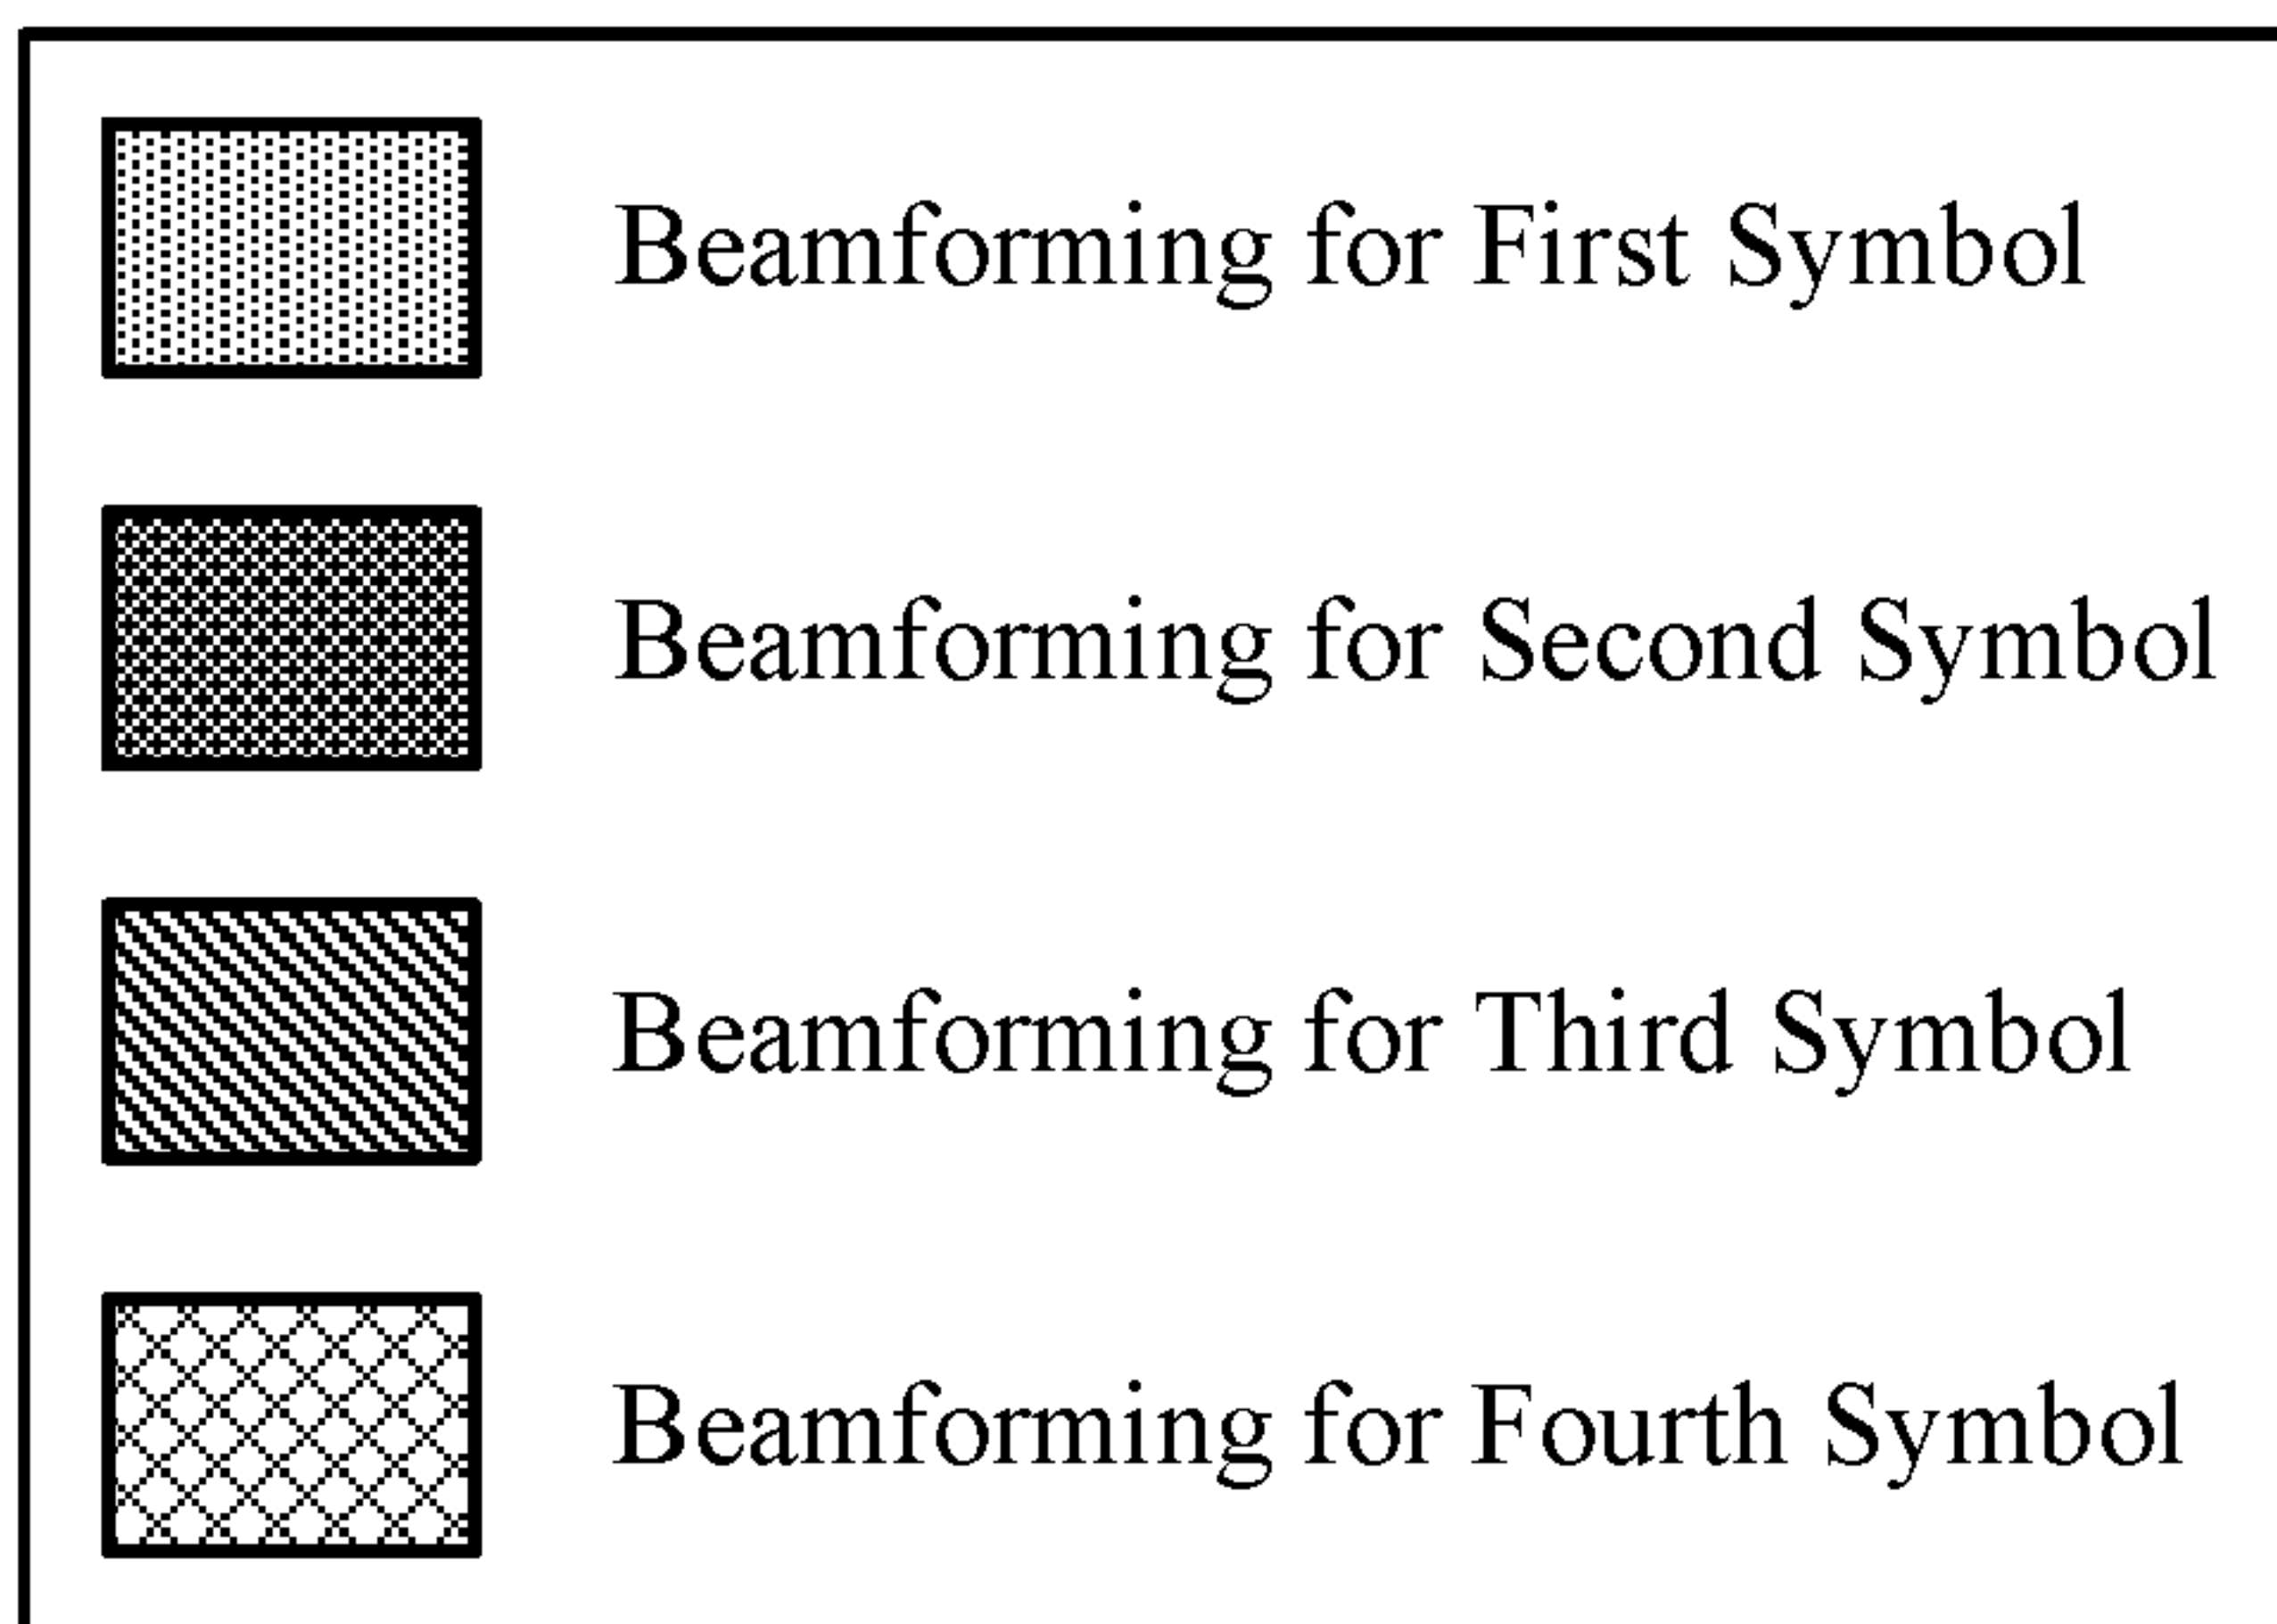 Beamforming for First Symbol
Beamforming for Second Symbol
Beamforming for Third Symbol
Beamforming for Fourth Symbol